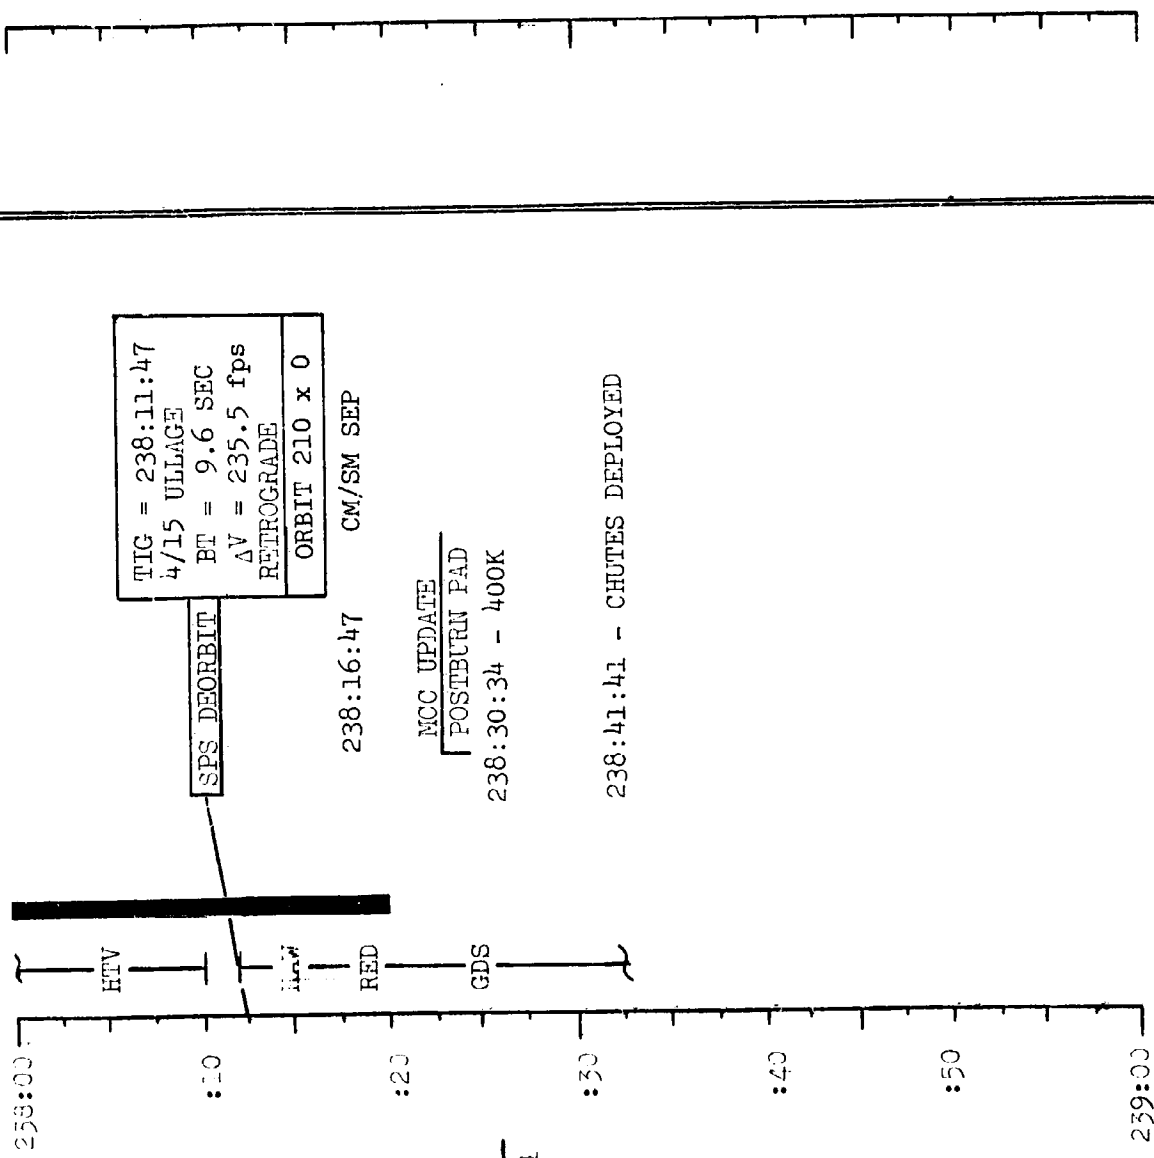 238:00
:10
:20
:30
:40
:50
239:00
HTV
RED
GDS
SPS DEORBIT
TIG = 238:11:47
4/15 ULLAGE
BT = 9.6 SEC
ΔV = 235.5 fps
RETROGRADE
ORBIT 210 x 0
238:16:47 CM/SM SEP
MCC UPDATE
POSTBURN PAD
238:30:34 - 400K
238:41:41 - CHUTES DEPLOYED